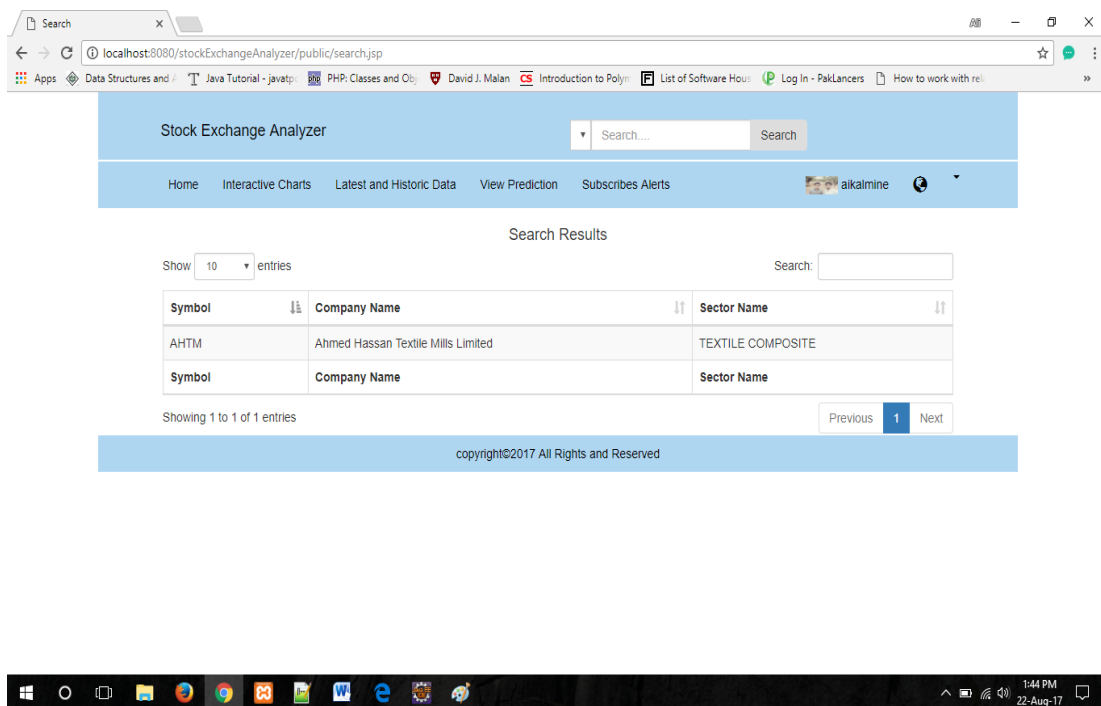 Search
All
localhost:8080/stockExchangeAnalyzer/public/search.jsp
Apps Data Structures and Java Tutorial - javatp PHP: Classes and Obj David J. Malan CS Introduction to Polyn F List of Software Hous Log In - PakLancers How to work with rel »
Stock Exchange Analyzer Search.... Search
Home Interactive Charts Latest and Historic Data View Prediction Subscribes Alerts aikalmine
Search Results
Show 10 entries Search:
Symbol Company Name Sector Name
AHTM Ahmed Hassan Textile Mills Limited TEXTILE COMPOSITE
Symbol Company Name Sector Name
Showing 1 to 1 of 1 entries Previous 1 Next
copyright©2017 All Rights and Reserved
1:44 PM
22-Aug-17